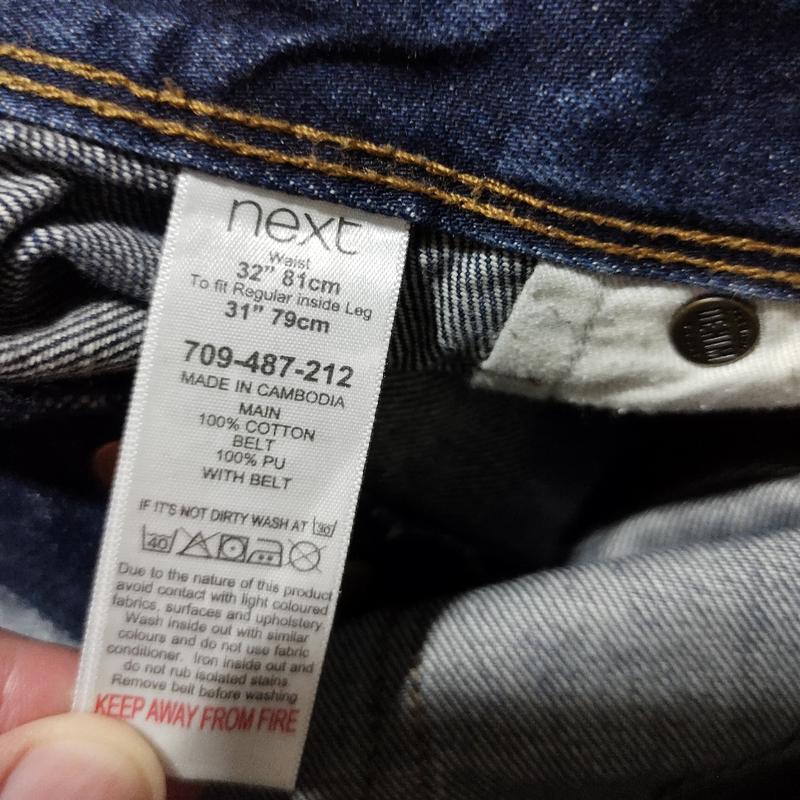 next
Waist
32" 81cm
To fit Regular inside Leg
31" 79cm
709-487-212
MADE IN CAMBODIA
MAIN
100% COTTON
BELT
100% PU
WITH BELT
IF IT'S NOT DIRTY WASH AT 30
40
Due to the nature of this product
avoid contact with light coloured
fabrics, surfaces and upholstery.
Wash inside out with similar
colours and do not use fabric
conditioner. Iron inside out and
do not rub isolated stains.
Remove belt before washing
KEEP AWAY FROM FIRE
DENIM